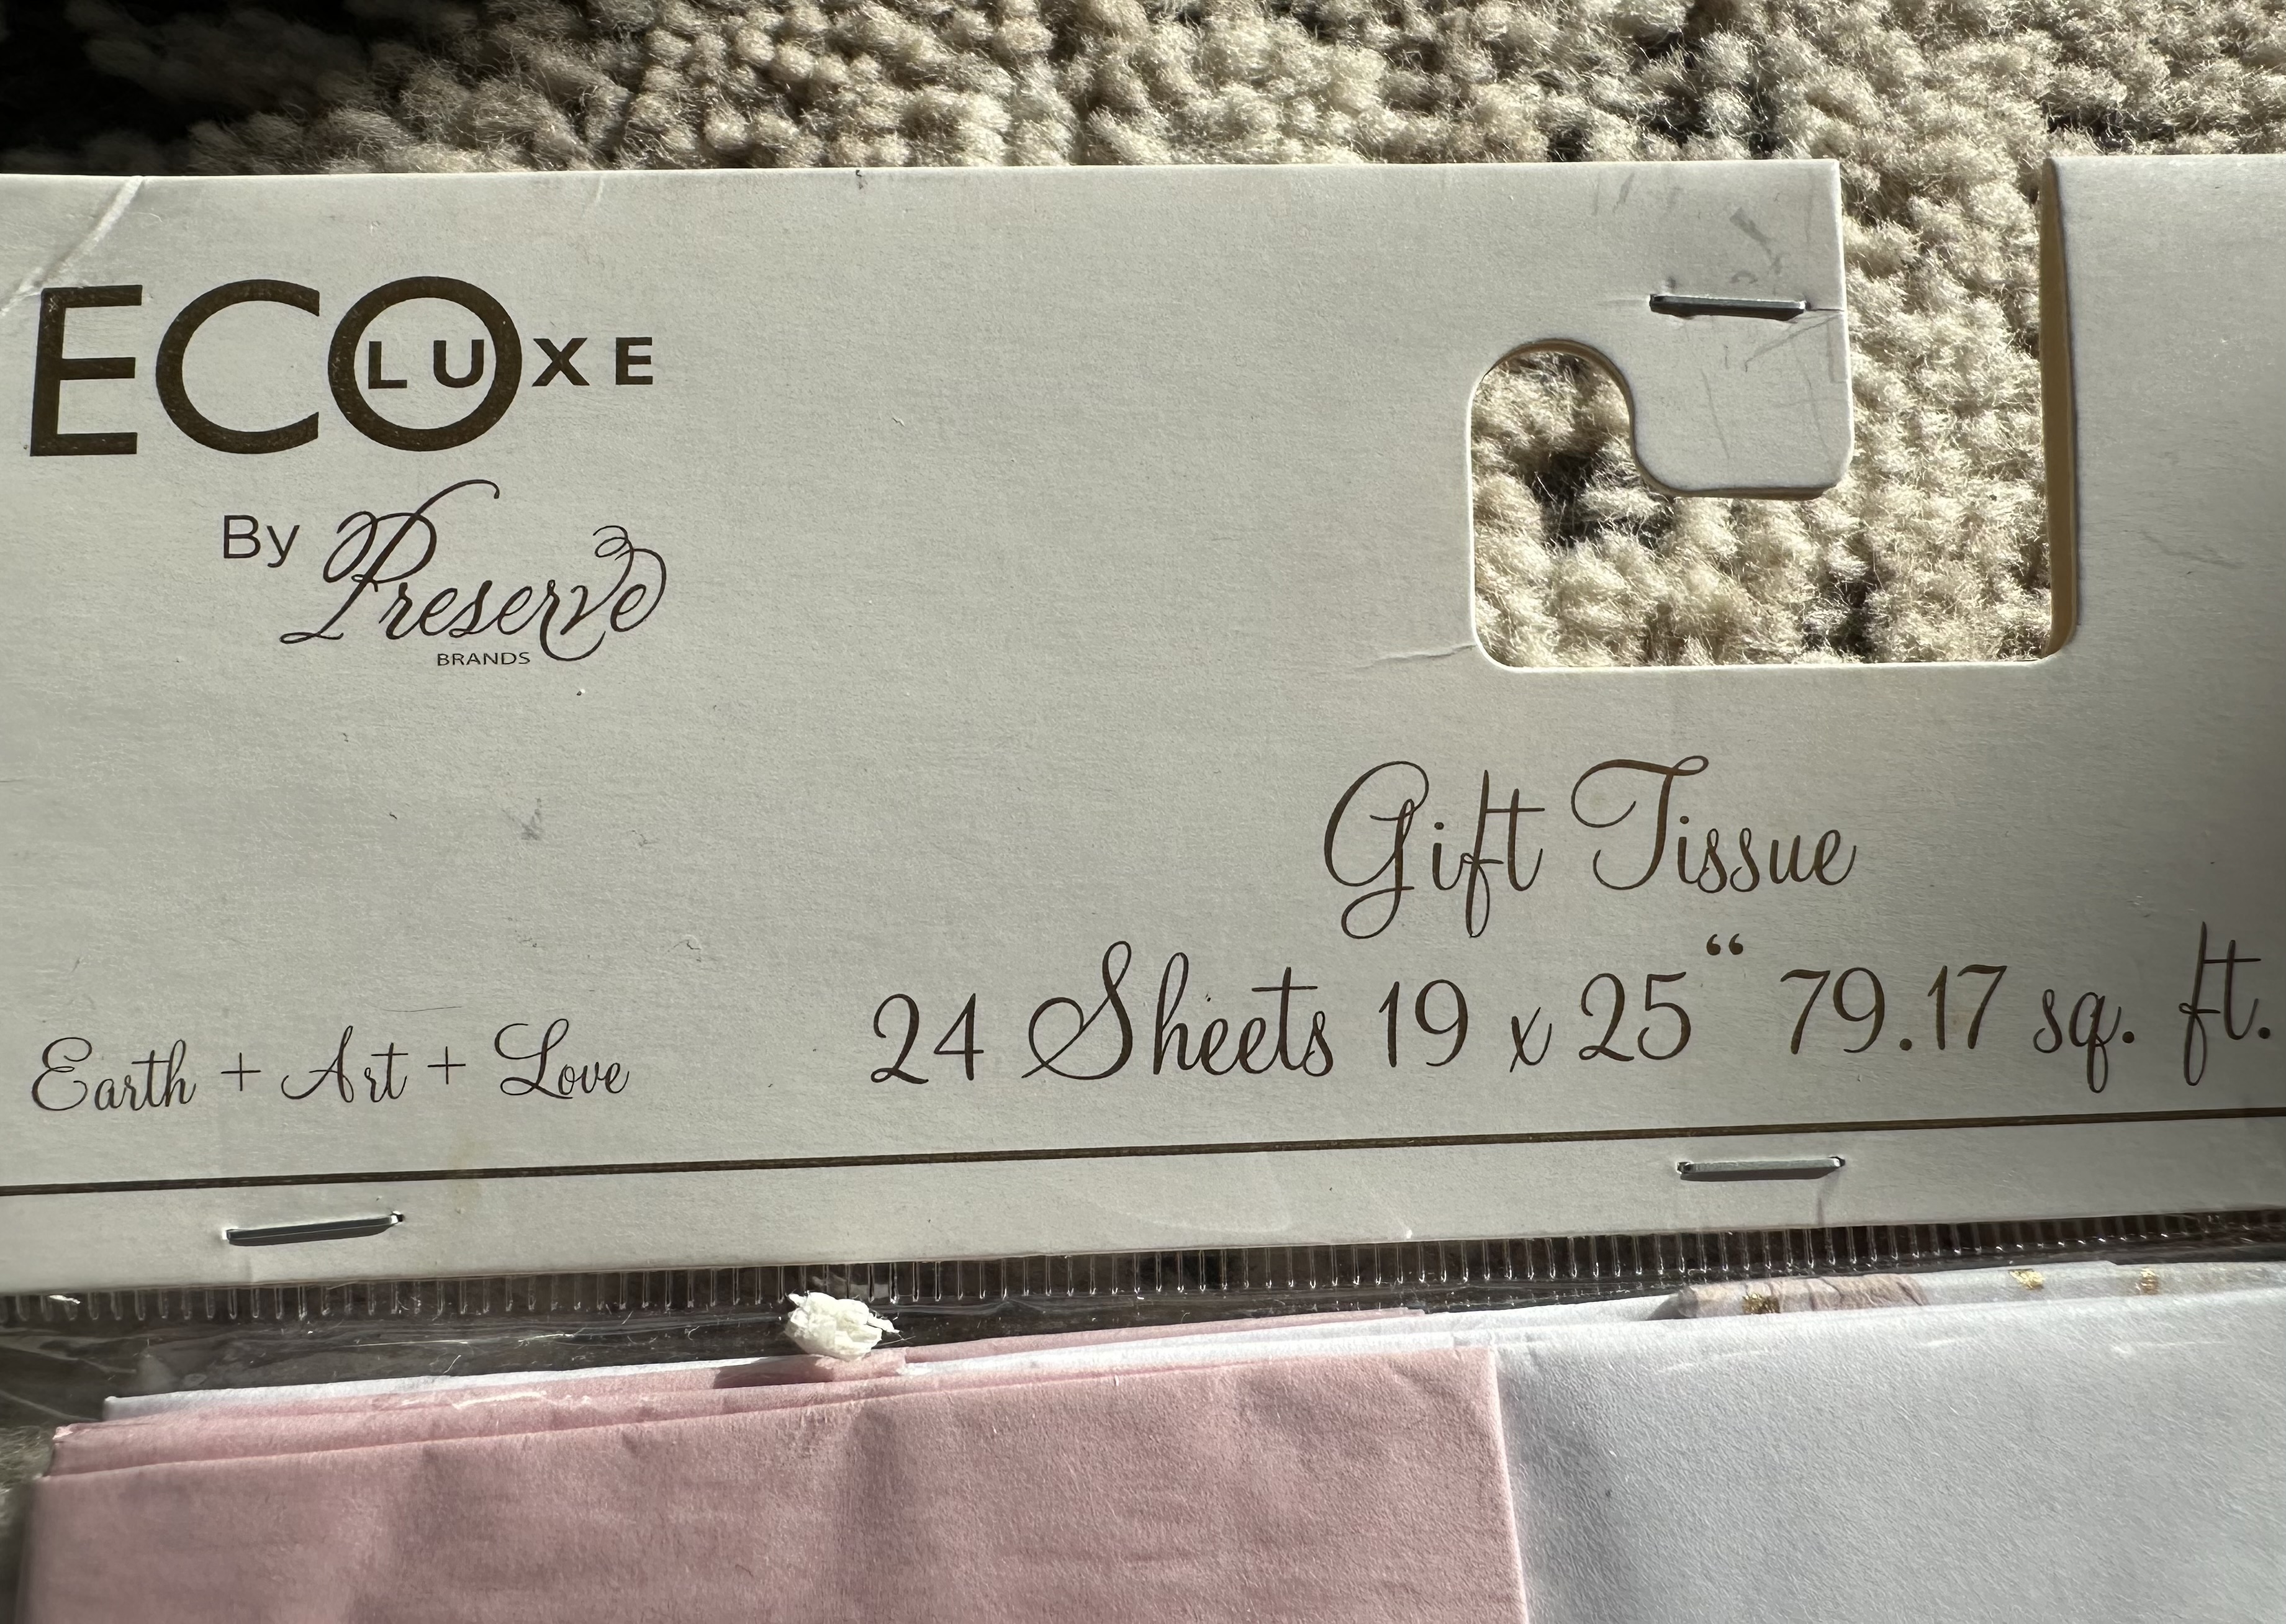 ECO LUXE
By Preserve
BRANDS
Gift Tissue
24 Sheets 19 x 25“ 79.17 sq. ft.
Earth + Art + Love